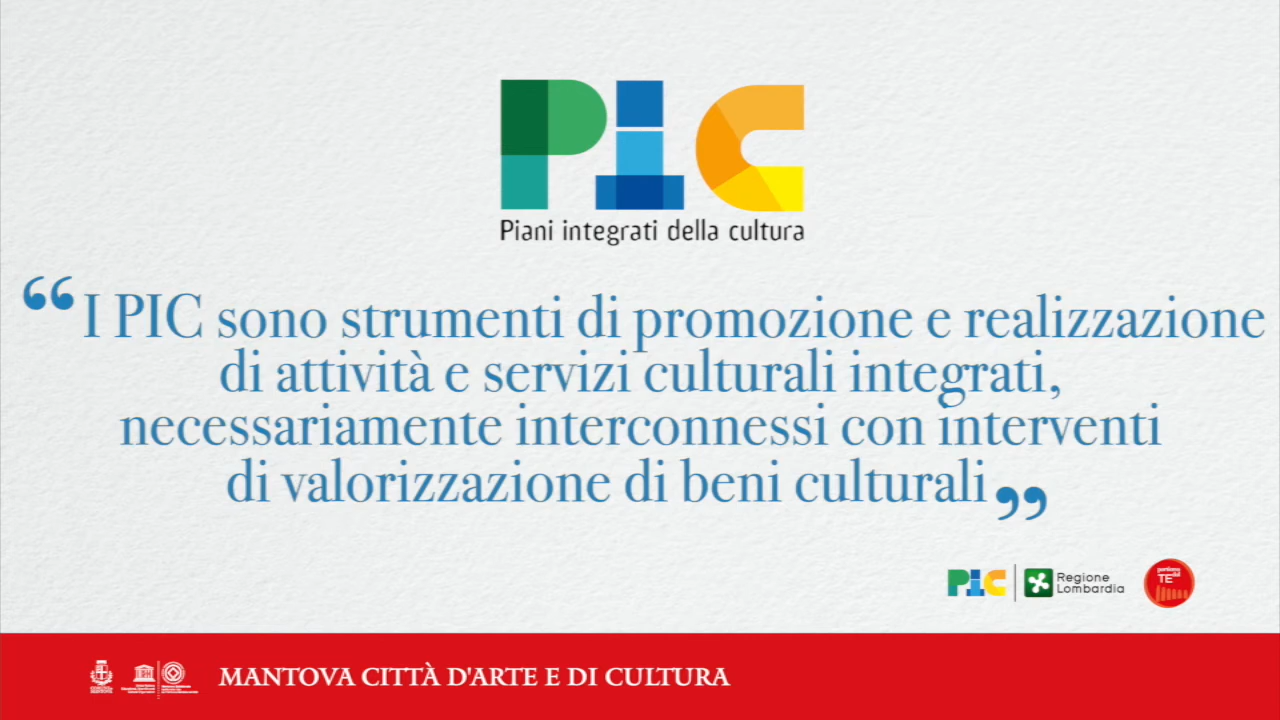 PIC
Piani integrati della cultura
“I PIC sono strumenti di promozione e realizzazione
di attività e servizi culturali integrati,
necessariamente interconnessi con interventi
di valorizzazione di beni culturali”
PIC
Regione
Lombardia
TE
MANTOVA CITTÀ D'ARTE E DI CULTURA